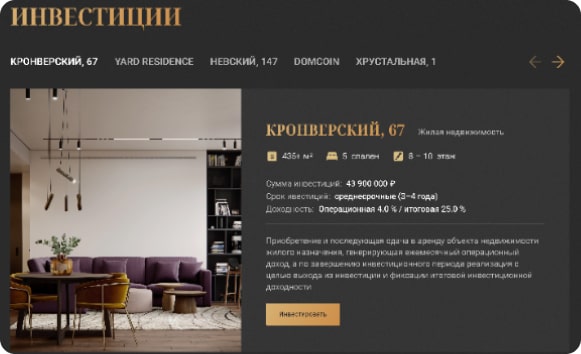 ИНВЕСТИЦИИ
КРОНВЕРСКИЙ, 67 YARD RESIDENCE НЕВСКИЙ, 147 DOMCOIN ХРУСТАЛЬНАЯ, 1
КРОНВЕРСКИЙ, 67 Жилая недвижимость
435+ м² 5 спален 8 – 10 этаж
Сумма инвестиций: 43 900 000 ₽
Срок ивестиций: среднесрочные (3–4 года)
Доходность: Операционная 4.0 % / итоговая 25.0 %
Приобретение и последующая сдача в аренду объекта недвижимости
жилого назначения, генерирующая ежемесячный операционный
доход, а по завершению инвестиционного периода реализация с
целью выхода из инвестиции и фиксации итоговой инвестиционной
доходности
Инвестировать